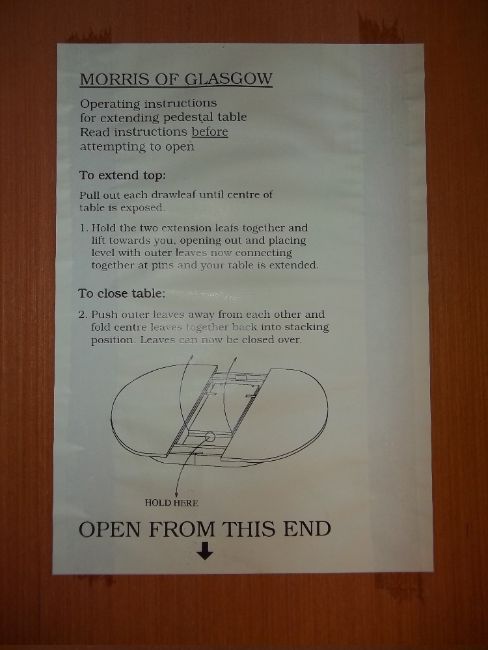 MORRIS OF GLASGOW
Operating instructions
for extending pedestal table
Read instructions before
attempting to open
To extend top:
Pull out each drawleaf until centre of
table is exposed.
1. Hold the two extension leafs together and
lift towards you, opening out and placing
level with outer leaves now connecting
together at pins and your table is extended.
To close table:
2. Push outer leaves away from each other and
fold centre leaves together back into stacking
position. Leaves can now be closed over.
HOLD HERE
OPEN FROM THIS END